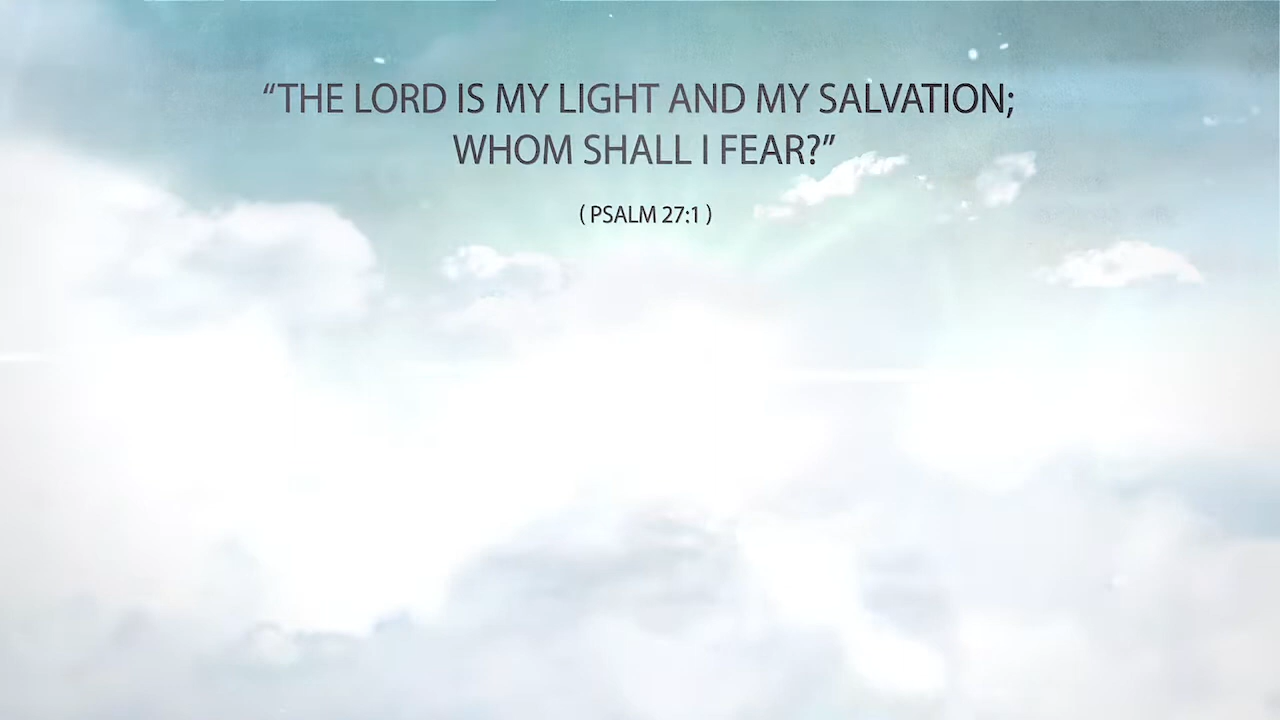 “THE LORD IS MY LIGHT AND MY SALVATION;
WHOM SHALL I FEAR?”
( PSALM 27:1 )